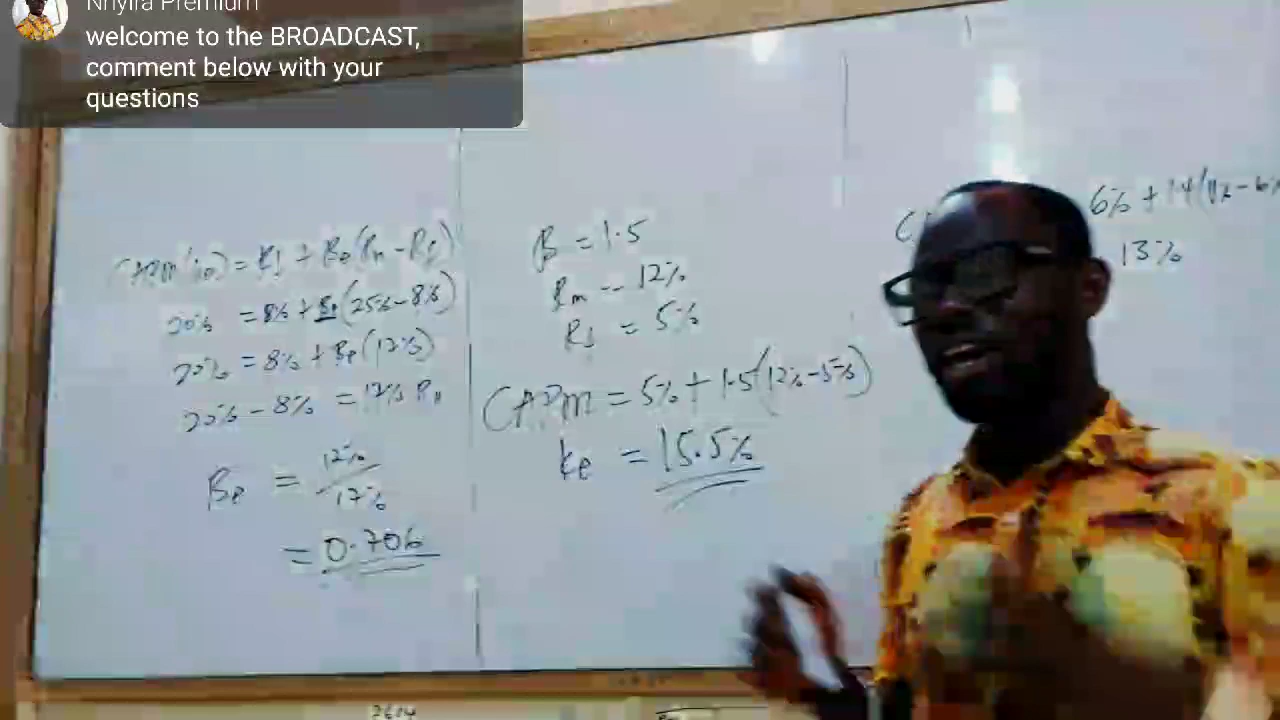 Nhyira Premium
welcome to the BROADCAST,
comment below with your
questions
CAPM(ke) = Rf + Be(Rm - Rf)
20% = 8% + Be(25% - 8%)
20% = 8% + Be(17%)
20% - 8% = 17% Be
Be = 12%/17%
= 0.706
B = 1.5
Rm - 12%
Rf = 5%
CAPM = 5% + 1.5(12% - 5%)
ke = 15.5%
6% + 1.4(11% - 6%
13%